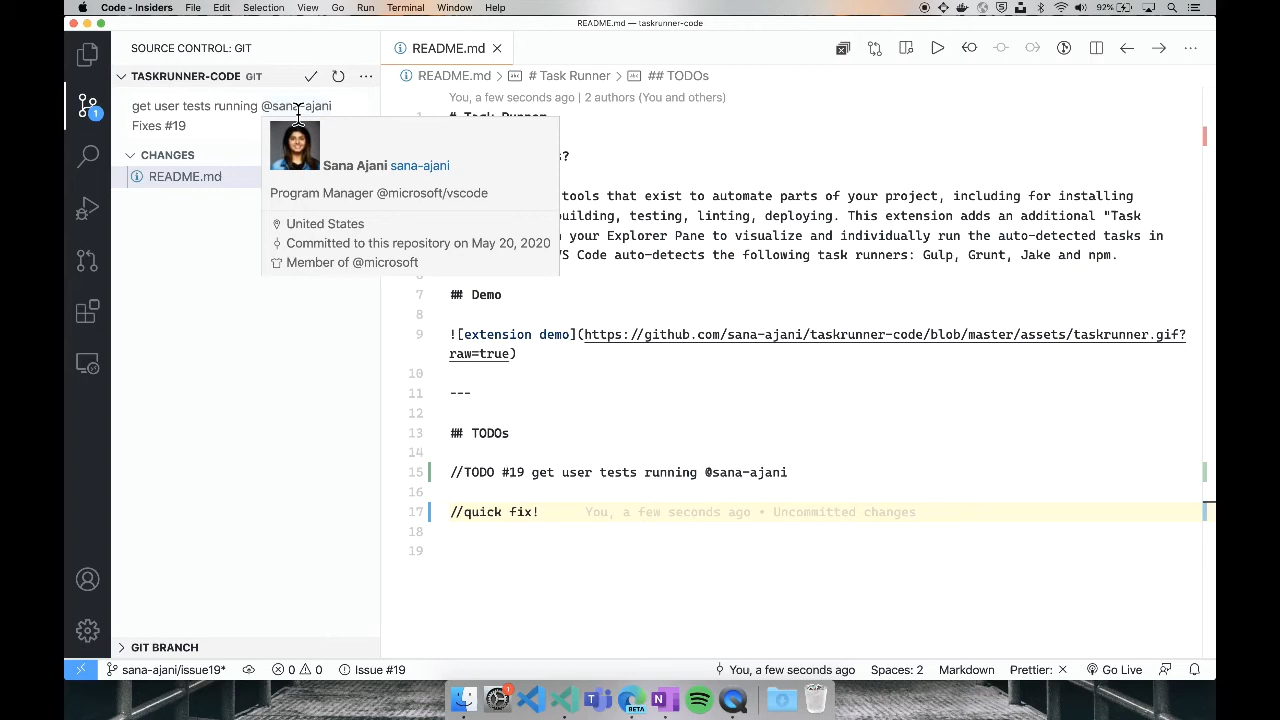 Code - Insiders File Edit Selection View Go Run Terminal Window Help
92%
README.md — taskrunner-code
SOURCE CONTROL: GIT
TASKRUNNER-CODE GIT
get user tests running @sana-ajani
Fixes #19
CHANGES
README.md
1
Sana Ajani sana-ajani
Program Manager @microsoft/vscode
United States
Committed to this repository on May 20, 2020
Member of @microsoft
GIT BRANCH
README.md
README.md > # Task Runner > ## TODOs
You, a few seconds ago | 2 authors (You and others)
1 # Task Runner
s?
tools that exist to automate parts of your project, including for installing
building, testing, linting, deploying. This extension adds an additional "Task
your Explorer Pane to visualize and individually run the auto-detected tasks in
S Code auto-detects the following task runners: Gulp, Grunt, Jake and npm.
6
7 ## Demo
8
9 ![extension demo](https://github.com/sana-ajani/taskrunner-code/blob/master/assets/taskrunner.gif?
raw=true)
10
11 ---
12
13 ## TODOs
14
15 //TODO #19 get user tests running @sana-ajani
16
17 //quick fix! You, a few seconds ago • Uncommitted changes
18
19
sana-ajani/issue19* 0 0 Issue #19 You, a few seconds ago Spaces: 2 Markdown Prettier: × Go Live
1
BETA